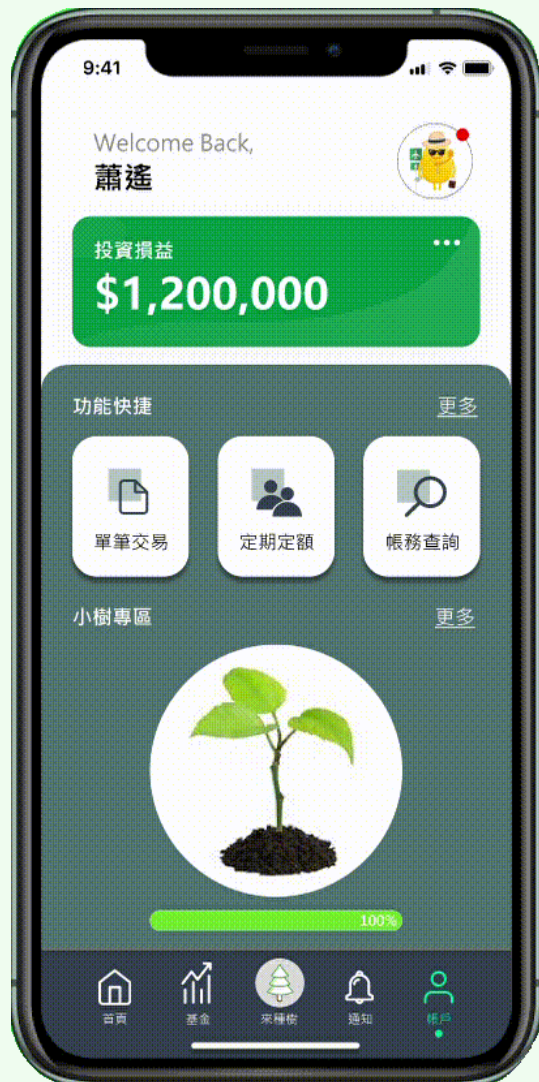 9:41
Welcome Back,
蕭遙
投資損益
$1,200,000
功能快捷
更多
單筆交易
定期定額
帳務查詢
小樹專區
更多
100%
首頁
基金
來種樹
通知
帳戶